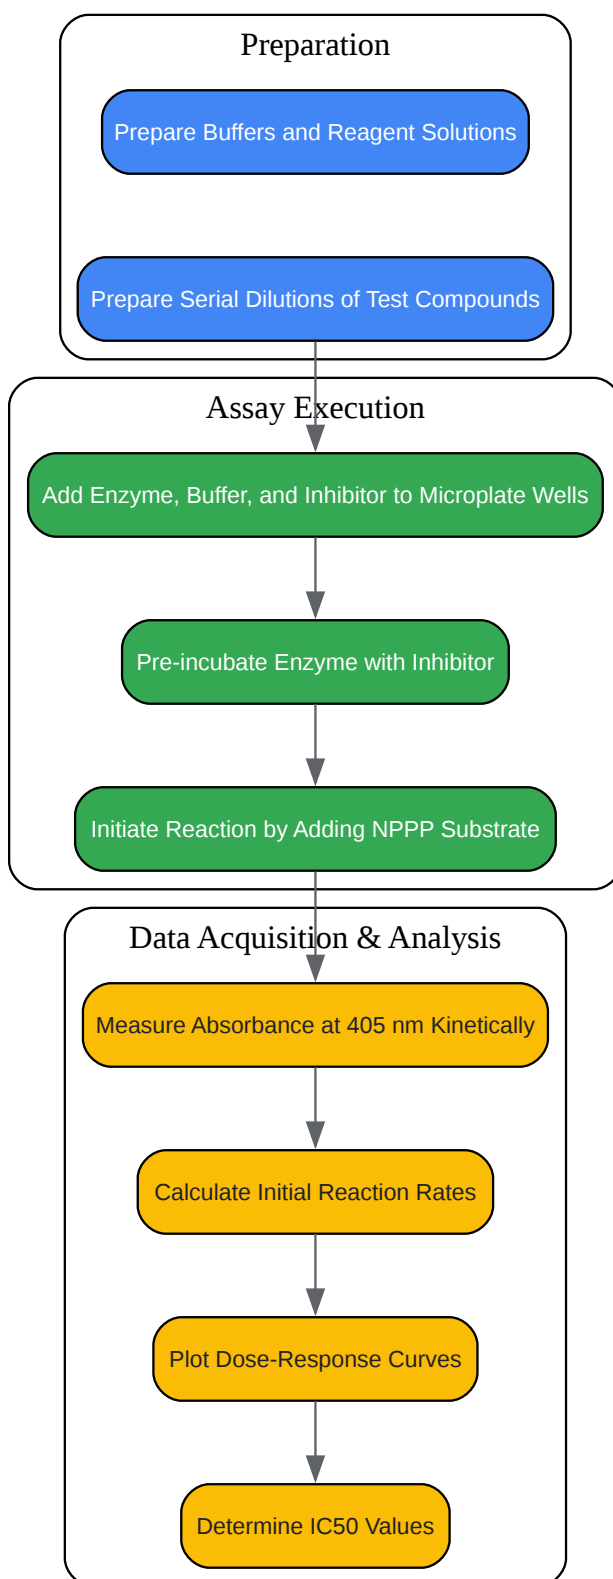 Preparation
Prepare Buffers and Reagent Solutions
Prepare Serial Dilutions of Test Compounds
Assay Execution
Add Enzyme, Buffer, and Inhibitor to Microplate Wells
Pre-incubate Enzyme with Inhibitor
Initiate Reaction by Adding NPPP Substrate
Data Acquisition & Analysis
Measure Absorbance at 405 nm Kinetically
Calculate Initial Reaction Rates
Plot Dose-Response Curves
Determine IC50 Values